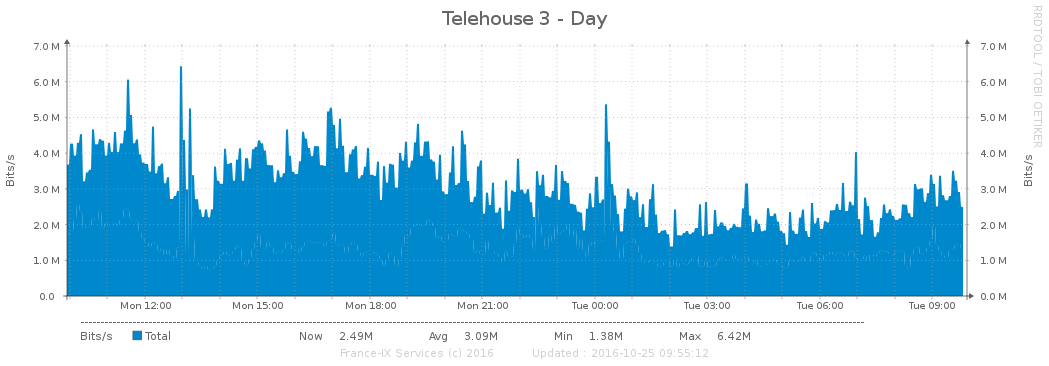 Telehouse 3 - Day
RRDTOOL / TOBI OETIKER
Bits/s
7.0 M 7.0 M
6.0 M 6.0 M
5.0 M 5.0 M
4.0 M 4.0 M
3.0 M 3.0 M
2.0 M 2.0 M
1.0 M 1.0 M
0.0 0.0 M
Bits/s
Mon 12:00 Mon 15:00 Mon 18:00 Mon 21:00 Tue 00:00 Tue 03:00 Tue 06:00 Tue 09:00
Bits/s Total Now 2.49M Avg 3.09M Min 1.38M Max 6.42M
France-IX Services (c) 2016 Updated : 2016-10-25 09:55:12